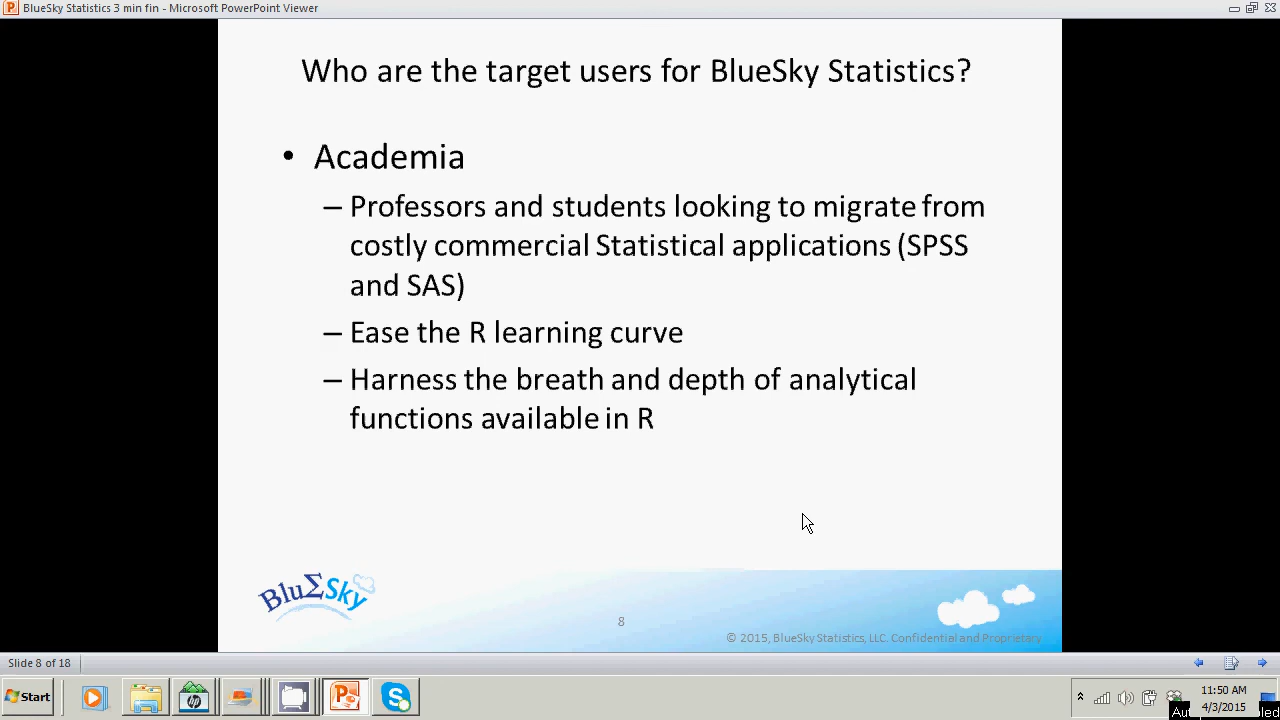 BlueSky Statistics 3 min fin - Microsoft PowerPoint Viewer
Who are the target users for BlueSky Statistics?
• Academia
– Professors and students looking to migrate from
costly commercial Statistical applications (SPSS
and SAS)
– Ease the R learning curve
– Harness the breath and depth of analytical
functions available in R
BluΣSky
8
© 2015, BlueSky Statistics, LLC. Confidential and Proprietary
Slide 8 of 18
Start
hp
11:50 AM
4/3/2015